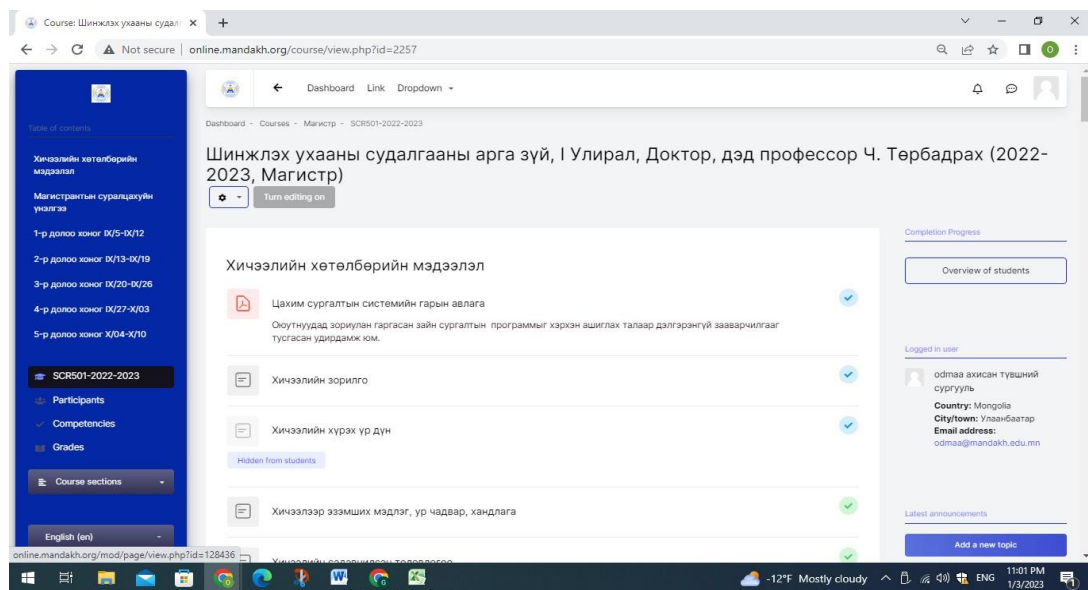 Course: Шинжлэх ухааны судалг
Not secure online.mandakh.org/course/view.php?id=2257
O
Dashboard Link Dropdown
Table of contents
Хичээлийн хөтөлбөрийн
мэдээлэл
Магистрантын суралцахуйн
үнэлгээ
1-р долоо хоног IX/5-IX/12
2-р долоо хоног IX/13-IX/19
3-р долоо хоног IX/20-IX/26
4-р долоо хоног IX/27-X/03
5-р долоо хоног X/04-X/10
SCR501-2022-2023
Participants
Competencies
Grades
Course sections
English (en)
Dashboard - Courses - Магистр - SCR501-2022-2023
Шинжлэх ухааны судалгааны арга зүй, I Улирал, Доктор, дэд профессор Ч. Төрбадрах (2022-
2023, Магистр)
Turn editing on
Хичээлийн хөтөлбөрийн мэдээлэл
Цахим сургалтын системийн гарын авлага
Оюутнуудад зориулан гаргасан зайн сургалтын программыг хэрхэн ашиглах талаар дэлгэрэнгүй зааварчилгааг
тусгасан удирдамж юм.
Хичээлийн зорилго
Хичээлийн хүрэх үр дүн
Hidden from students
Хичээлээр эзэмших мэдлэг, ур чадвар, хандлага
Completion Progress
Overview of students
Logged in user
odmaa ахисан түвшний
сургууль
Country: Mongolia
City/town: Улаанбаатар
Email address:
odmaa@mandakh.edu.mn
Latest announcements
Add a new topic
online.mandakh.org/mod/page/view.php?id=128436
-12°F Mostly cloudy
ENG
11:01 PM
1/3/2023